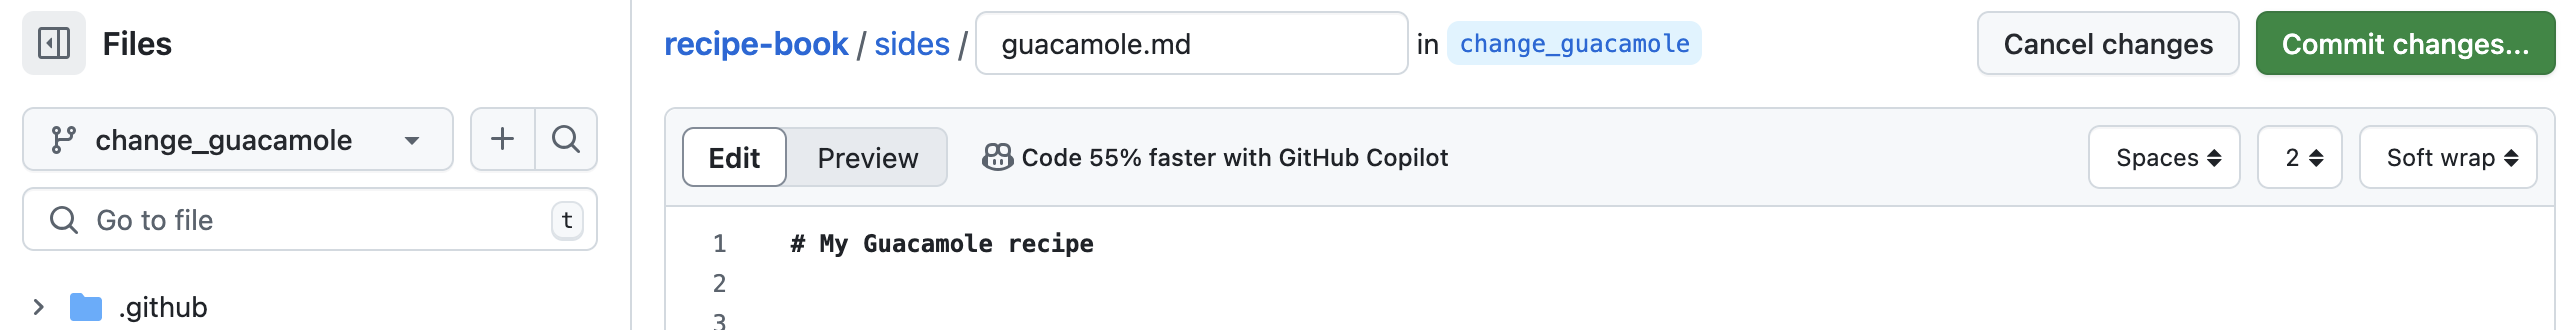 Files
recipe-book / sides / guacamole.md in change_guacamole
Cancel changes
Commit changes...
change_guacamole
Go to file t
.github
Edit
Preview
Code 55% faster with GitHub Copilot
Spaces
2
Soft wrap
1 # My Guacamole recipe
2
3